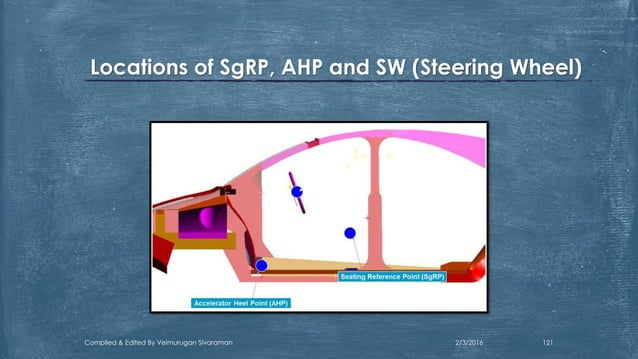 Locations of SgRP, AHP and SW (Steering Wheel)
Seating Reference Point (SgRP)
Accelerator Heel Point (AHP)
Complied & Edited By Velmurugan Sivaraman
2/3/2016
121